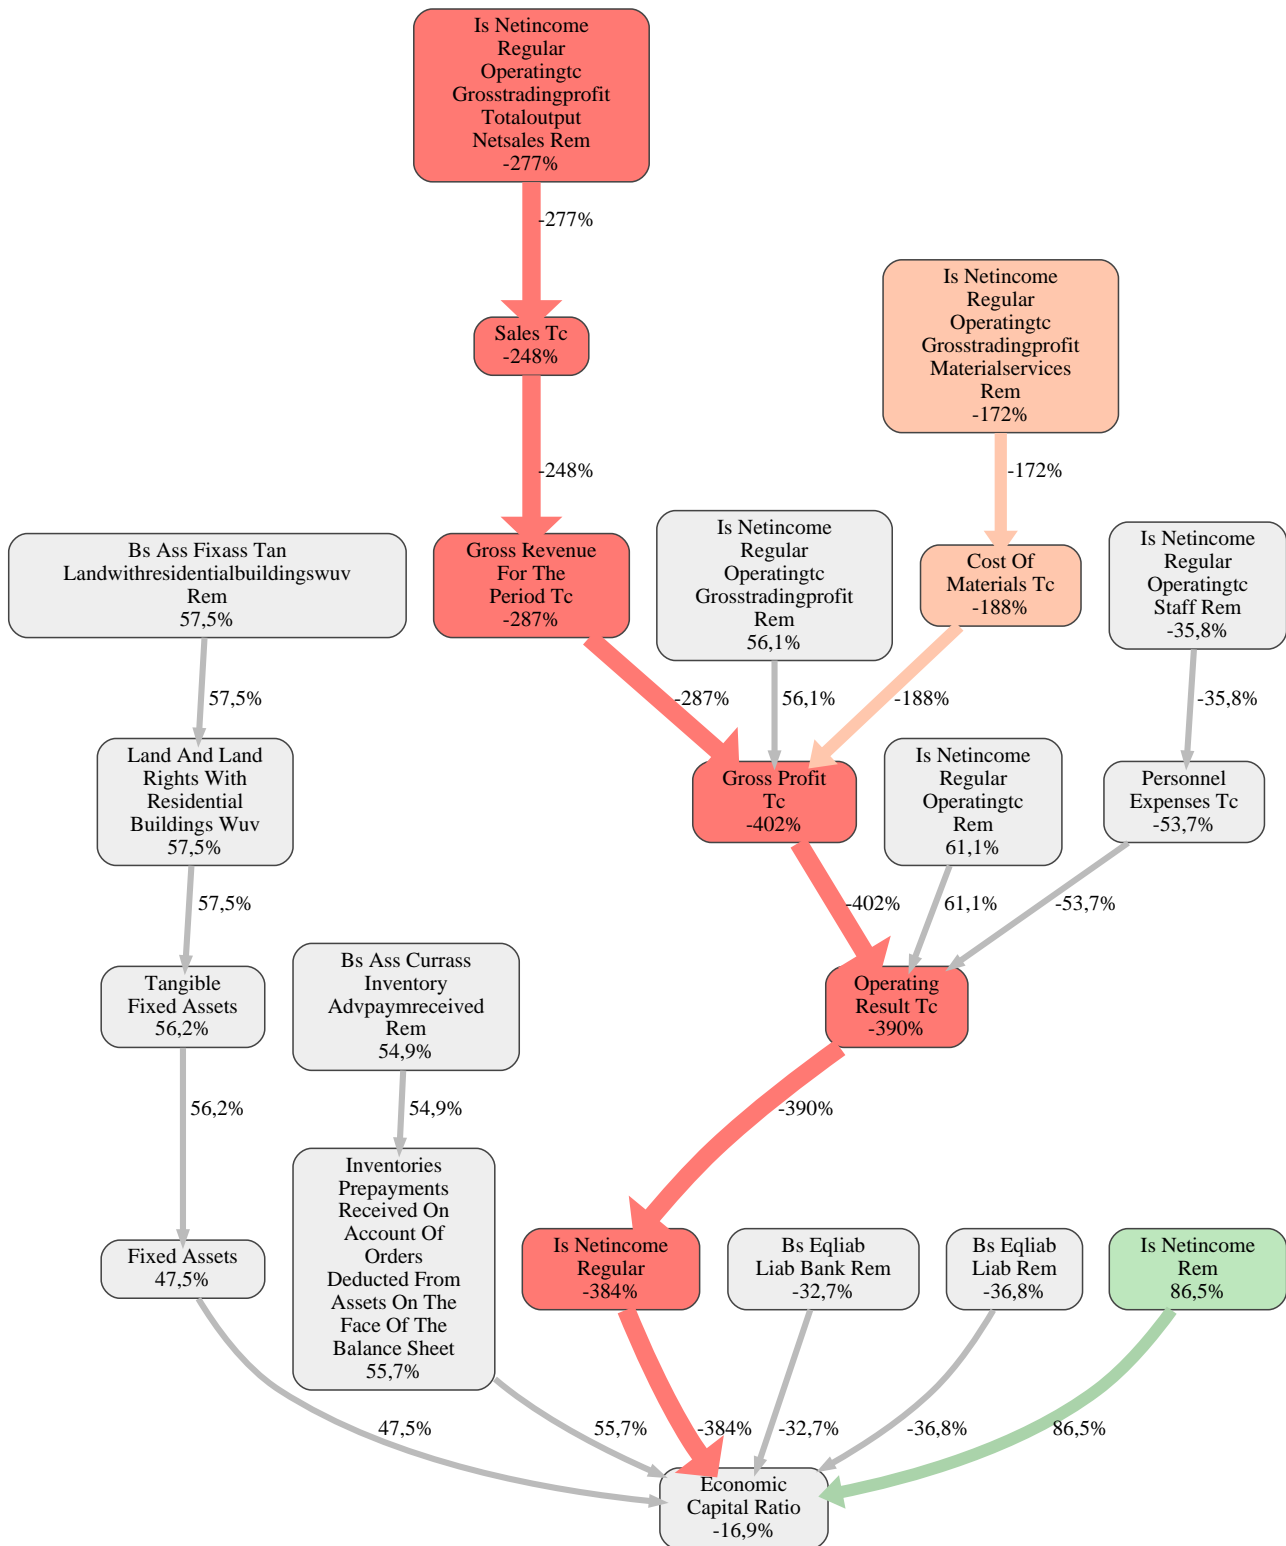 Is Netincome
Regular
Operatingtc
Grosstradingprofit
Totaloutput
Netsales Rem
-277%
-277%
Sales Tc
-248%
Is Netincome
Regular
Operatingtc
Grosstradingprofit
Materialservices
Rem
-172%
-248%
-172%
Bs Ass Fixass Tan
Landwithresidentialbuildingswuv
Rem
57,5%
Gross Revenue
For The
Period Tc
-287%
Is Netincome
Regular
Operatingtc
Grosstradingprofit
Rem
56,1%
Cost Of
Materials Tc
-188%
Is Netincome
Regular
Operatingtc
Staff Rem
-35,8%
57,5%
-287%
56,1%
-188%
-35,8%
Land And Land
Rights With
Residential
Buildings Wuv
57,5%
Gross Profit
Tc
-402%
Is Netincome
Regular
Operatingtc
Rem
61,1%
Personnel
Expenses Tc
-53,7%
57,5%
-402%
61,1%
-53,7%
Tangible
Fixed Assets
56,2%
Bs Ass Currass
Inventory
Advpaymreceived
Rem
54,9%
Operating
Result Tc
-390%
56,2%
54,9%
-390%
Fixed Assets
47,5%
Inventories
Prepayments
Received On
Account Of
Orders
Deducted From
Assets On The
Face Of The
Balance Sheet
55,7%
Is Netincome
Regular
-384%
Bs Eqliab
Liab Bank Rem
-32,7%
Bs Eqliab
Liab Rem
-36,8%
Is Netincome
Rem
86,5%
47,5%
55,7%
-384%
-32,7%
-36,8%
86,5%
Economic
Capital Ratio
-16,9%